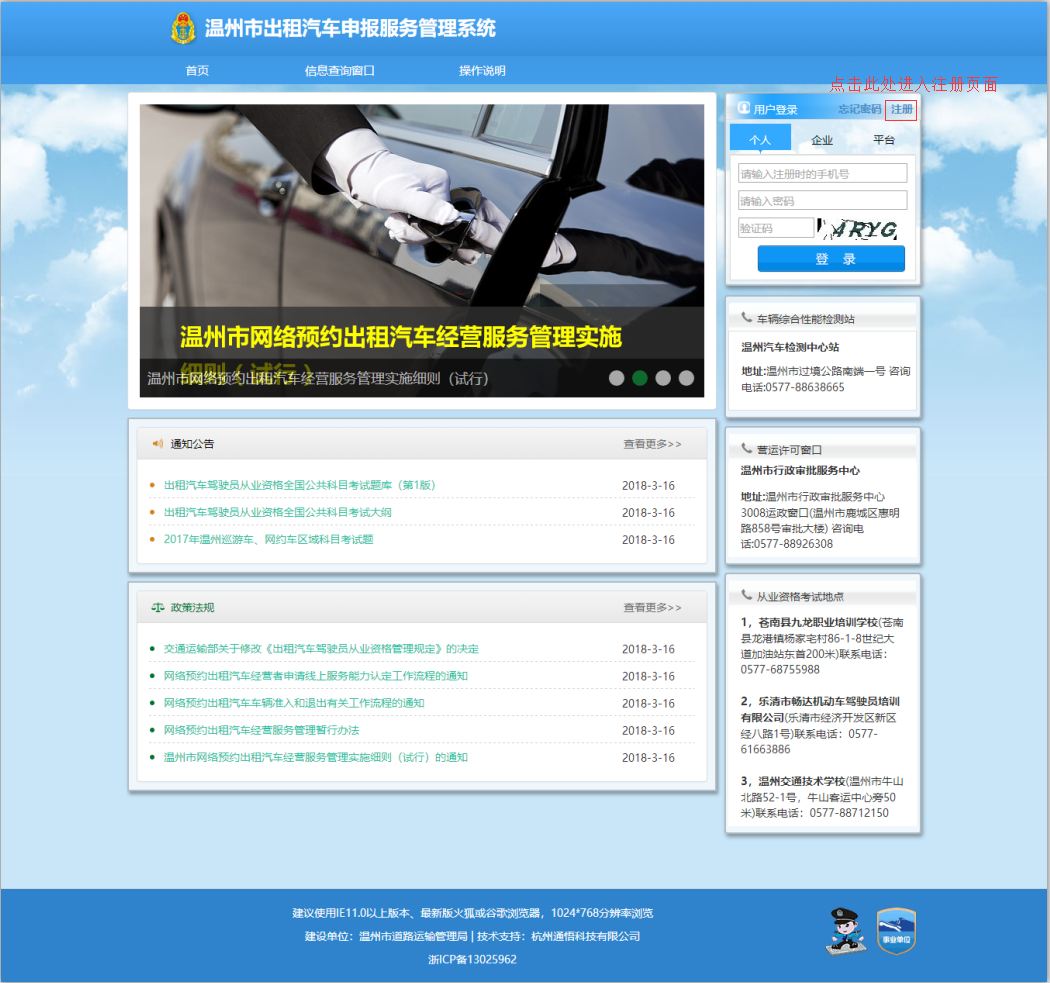 温州市出租汽车申报服务管理系统
首页 信息查询窗口 操作说明
点击此处进入注册页面
用户登录 忘记密码 注册
个人 企业 平台
请输入注册时的手机号
请输入密码
验证码 4RYG
登 录
温州市网络预约出租汽车经营服务管理实施
细则（试行）
温州市网络预约出租汽车经营服务管理实施细则（试行）
通知公告 查看更多>>
出租汽车驾驶员从业资格全国公共科目考试题库（第1版） 2018-3-16
出租汽车驾驶员从业资格全国公共科目考试大纲 2018-3-16
2017年温州巡游车、网约车区域科目考试题 2018-3-16
政策法规 查看更多>>
交通运输部关于修改《出租汽车驾驶员从业资格管理规定》的决定 2018-3-16
网络预约出租汽车经营者申请线上服务能力认定工作流程的通知 2018-3-16
网络预约出租汽车车辆准入和退出有关工作流程的通知 2018-3-16
网络预约出租汽车经营服务管理暂行办法 2018-3-16
温州市网络预约出租汽车经营服务管理实施细则（试行）的通知 2018-3-16
车辆综合性能检测站
温州汽车检测中心站
地址:温州市过境公路南端一号 咨询
电话:0577-88638665
营运许可窗口
温州市行政审批服务中心
地址:温州市行政审批服务中心
3008运政窗口(温州市鹿城区惠明
路858号审批大楼) 咨询电
话:0577-88926308
从业资格考试地点
1，苍南县九龙职业培训学校(苍南
县龙港镇杨家宅村86-1-8世纪大
道加油站东首200米)联系电话：
0577-68755988
2，乐清市畅达机动车驾驶员培训
有限公司(乐清市经济开发区新区
经八路1号)联系电话：0577-
61663886
3，温州交通技术学校(温州市牛山
北路52-1号，牛山客运中心旁50
米)联系电话：0577-88712150
建议使用IE11.0以上版本、最新版火狐或谷歌浏览器，1024*768分辨率浏览
建设单位：温州市道路运输管理局 | 技术支持：杭州通悟科技有限公司
浙ICP备13025962
事业单位